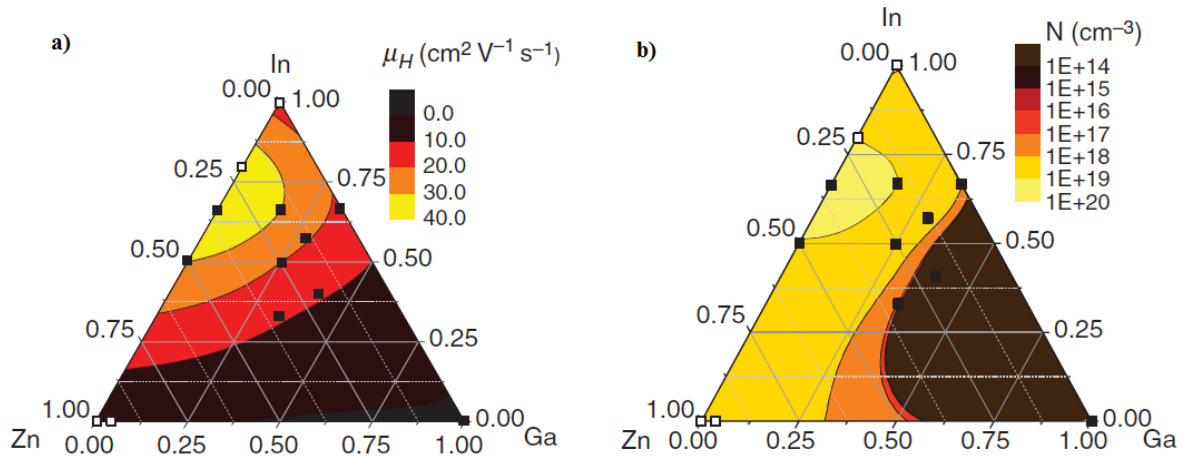 a)
In
μH (cm² V⁻¹ s⁻¹)
0.00 1.00
0.0
10.0
20.0
30.0
40.0
0.25
0.75
0.50
0.50
0.75
0.25
1.00
0.00
Zn
0.00 0.25 0.50 0.75 1.00
Ga
b)
In
N (cm⁻³)
0.00 1.00
1E+14
1E+15
1E+16
1E+17
1E+18
1E+19
1E+20
0.25
0.75
0.50
0.50
0.75
0.25
1.00
0.00
Zn
0.00 0.25 0.50 0.75 1.00
Ga